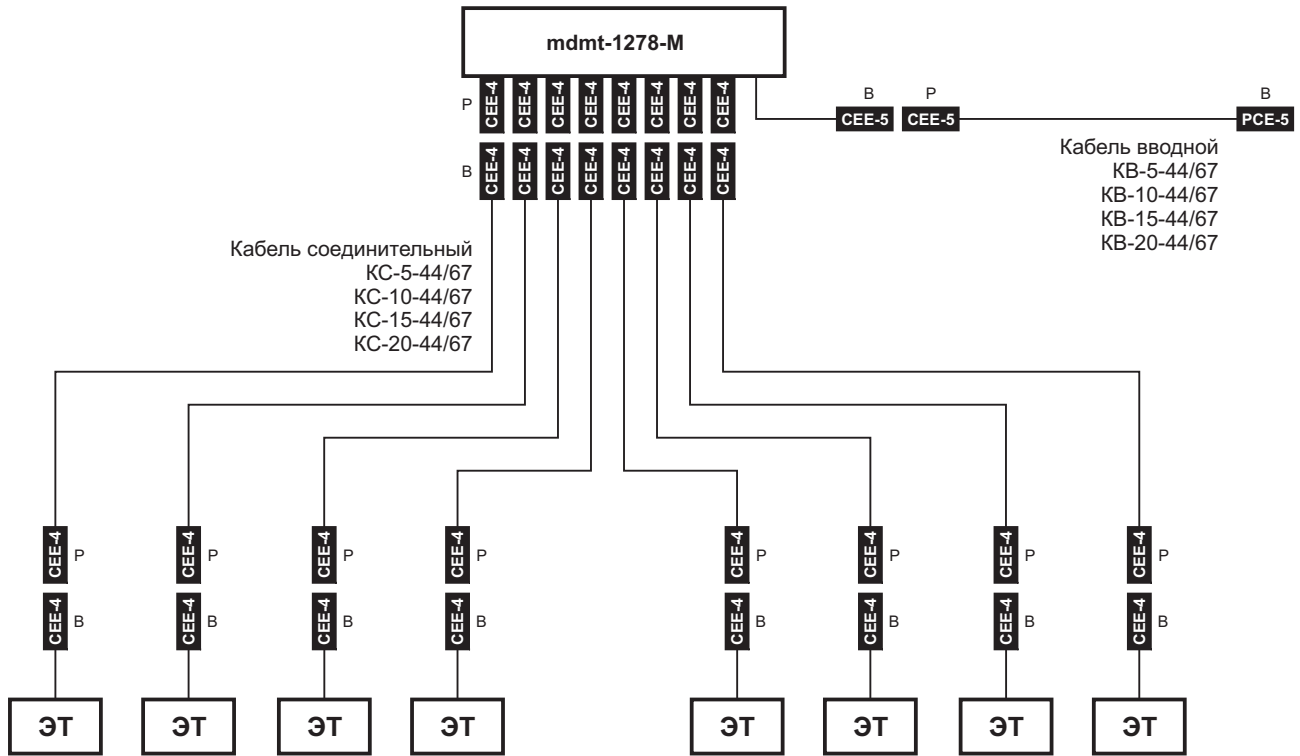 mdmt-1278-M
P
CEE-4 CEE-4 CEE-4 CEE-4 CEE-4 CEE-4 CEE-4 CEE-4
В Р В
CEE-5 CEE-5 PCE-5
В
CEE-4 CEE-4 CEE-4 CEE-4 CEE-4 CEE-4 CEE-4 CEE-4
Кабель вводной
КВ-5-44/67
КВ-10-44/67
КВ-15-44/67
КВ-20-44/67
Кабель соединительный
КС-5-44/67
КС-10-44/67
КС-15-44/67
КС-20-44/67
CEE-4 Р CEE-4 Р CEE-4 Р CEE-4 Р CEE-4 Р CEE-4 Р CEE-4 Р CEE-4 Р
CEE-4 В CEE-4 В CEE-4 В CEE-4 В CEE-4 В CEE-4 В CEE-4 В CEE-4 В
ЭТ ЭТ ЭТ ЭТ ЭТ ЭТ ЭТ ЭТ